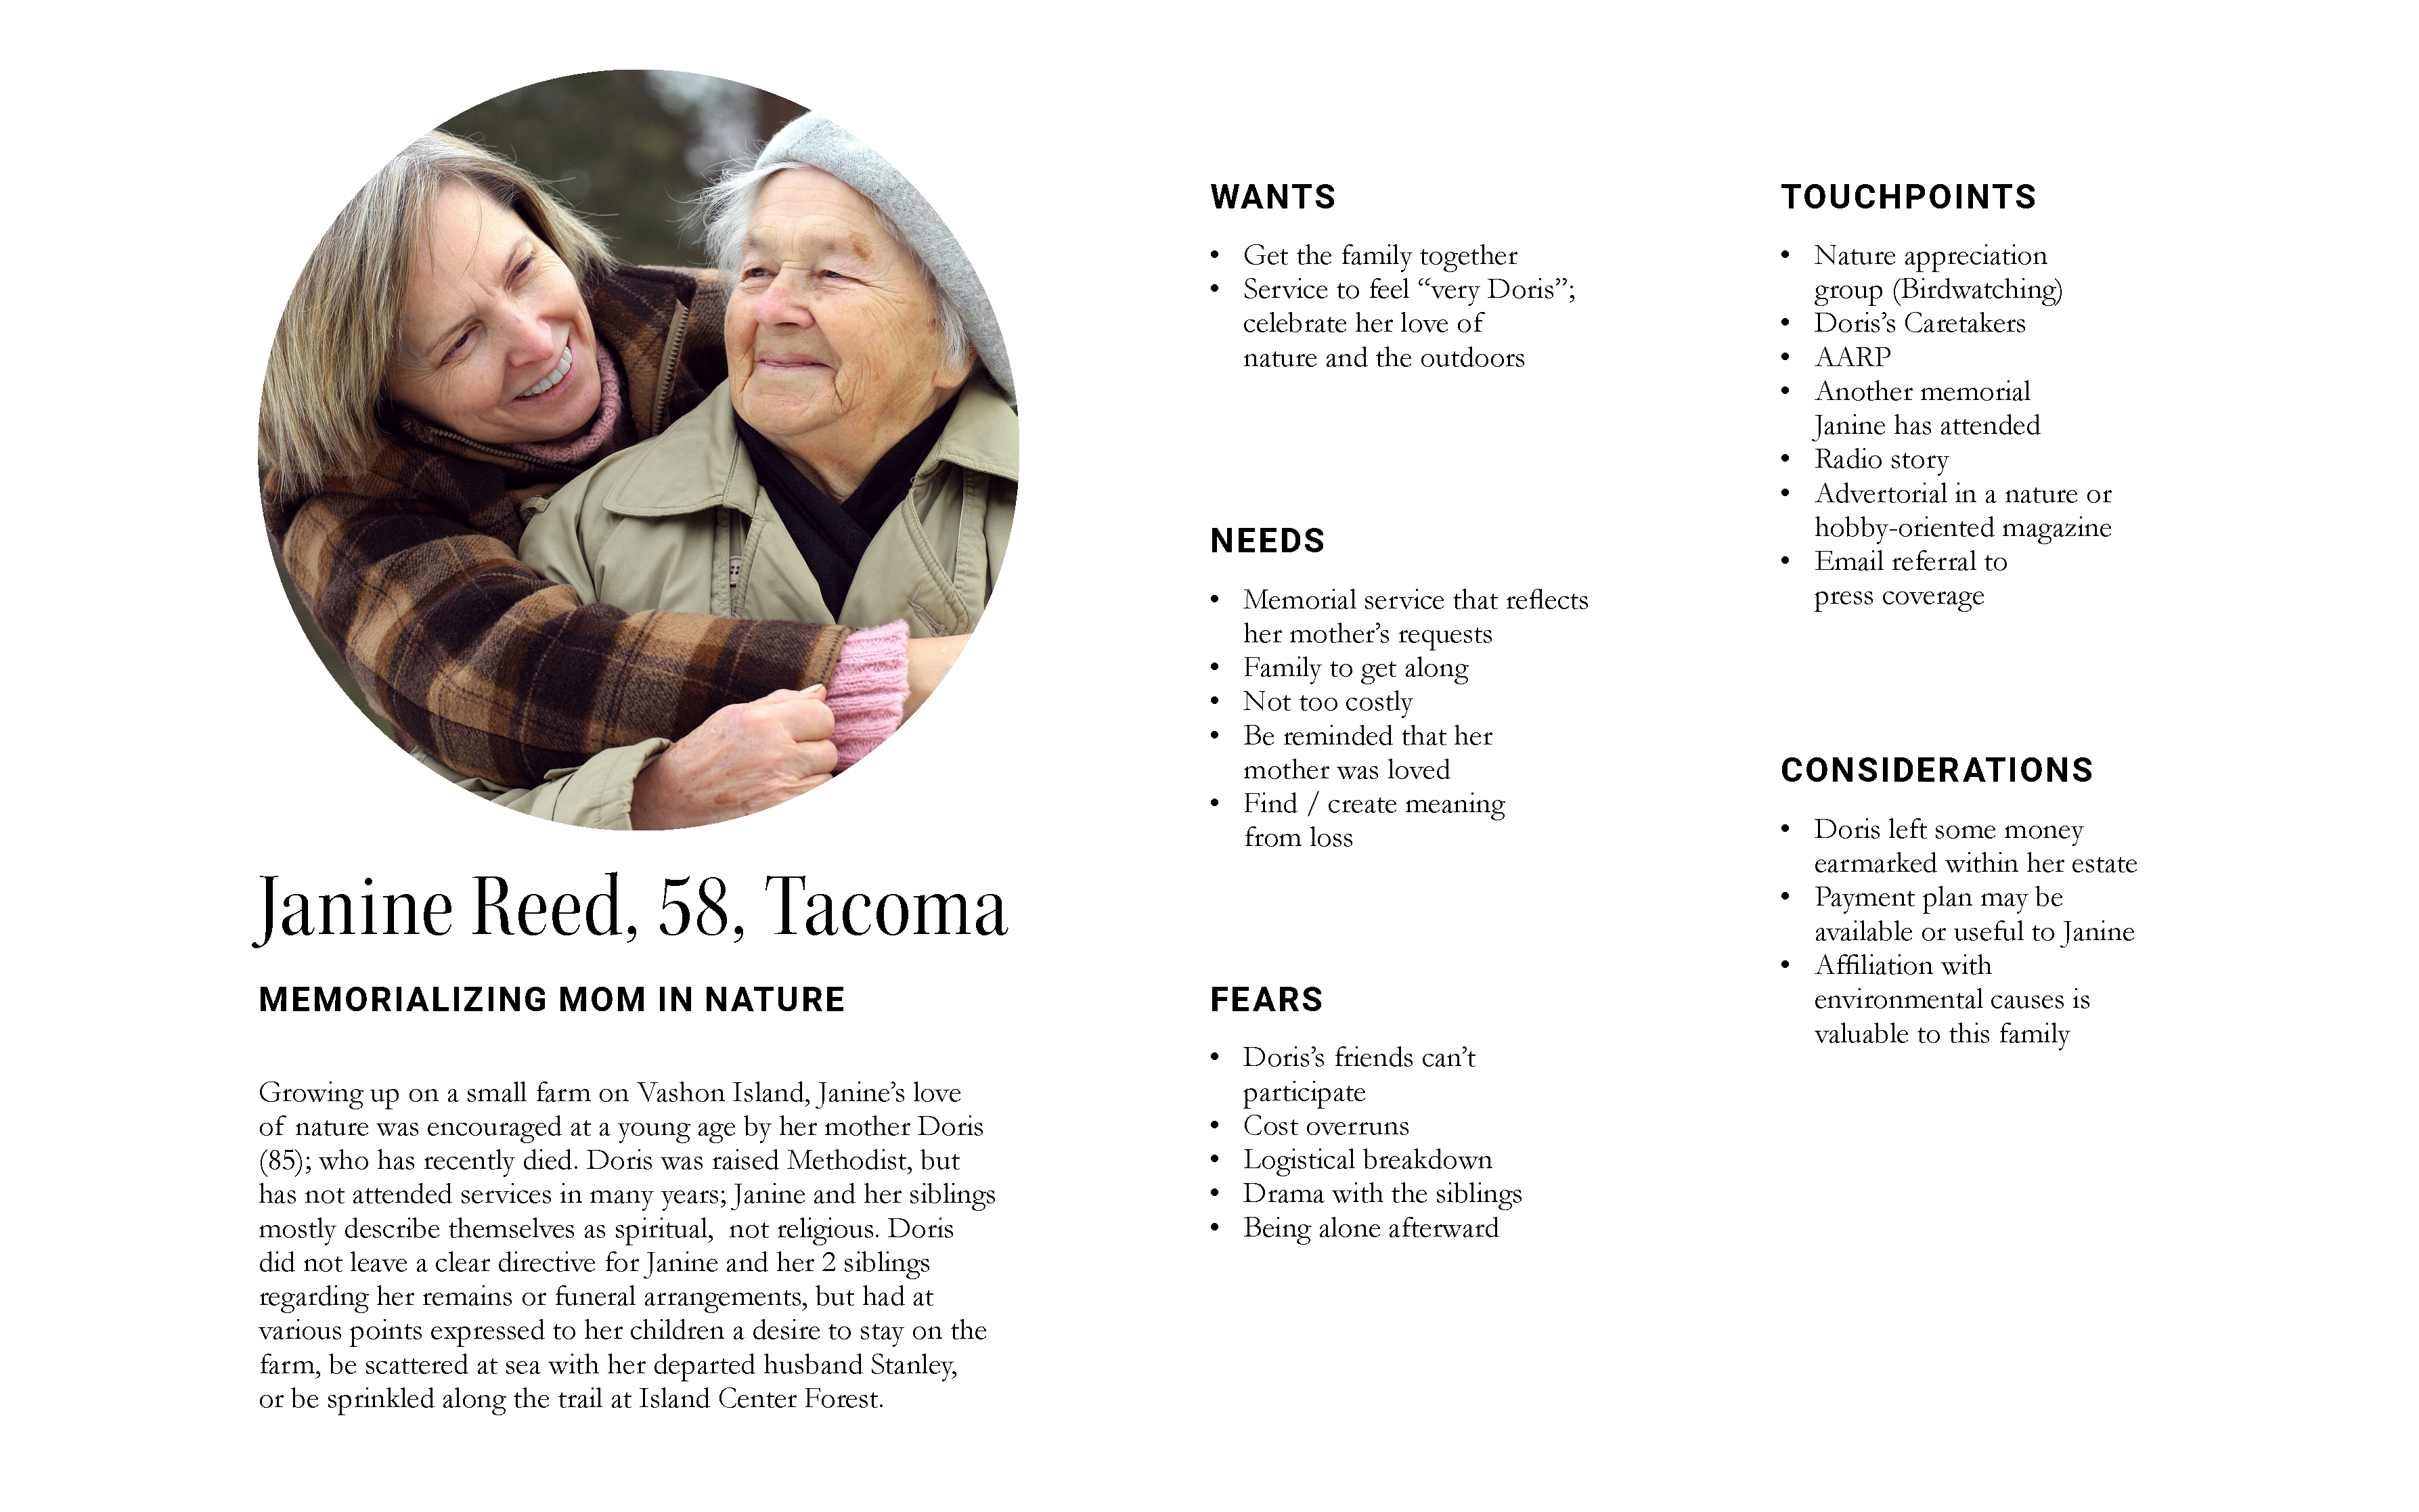 Janine Reed, 58, Tacoma
MEMORIALIZING MOM IN NATURE
Growing up on a small farm on Vashon Island, Janine’s love
of nature was encouraged at a young age by her mother Doris
(85); who has recently died. Doris was raised Methodist, but
has not attended services in many years; Janine and her siblings
mostly describe themselves as spiritual,  not religious. Doris
did not leave a clear directive for Janine and her 2 siblings
regarding her remains or funeral arrangements, but had at
various points expressed to her children a desire to stay on the
farm, be scattered at sea with her departed husband Stanley,
or be sprinkled along the trail at Island Center Forest.
WANTS
• Get the family together
• Service to feel “very Doris”;
celebrate her love of
nature and the outdoors
NEEDS
• Memorial service that reflects
her mother’s requests
• Family to get along
• Not too costly
• Be reminded that her
mother was loved
• Find / create meaning
from loss
FEARS
• Doris’s friends can’t
participate
• Cost overruns
• Logistical breakdown
• Drama with the siblings
• Being alone afterward
TOUCHPOINTS
• Nature appreciation
group (Birdwatching)
• Doris’s Caretakers
• AARP
• Another memorial
Janine has attended
• Radio story
• Advertorial in a nature or
hobby-oriented magazine
• Email referral to
press coverage
CONSIDERATIONS
• Doris left some money
earmarked within her estate
• Payment plan may be
available or useful to Janine
• Affiliation with
environmental causes is
valuable to this family